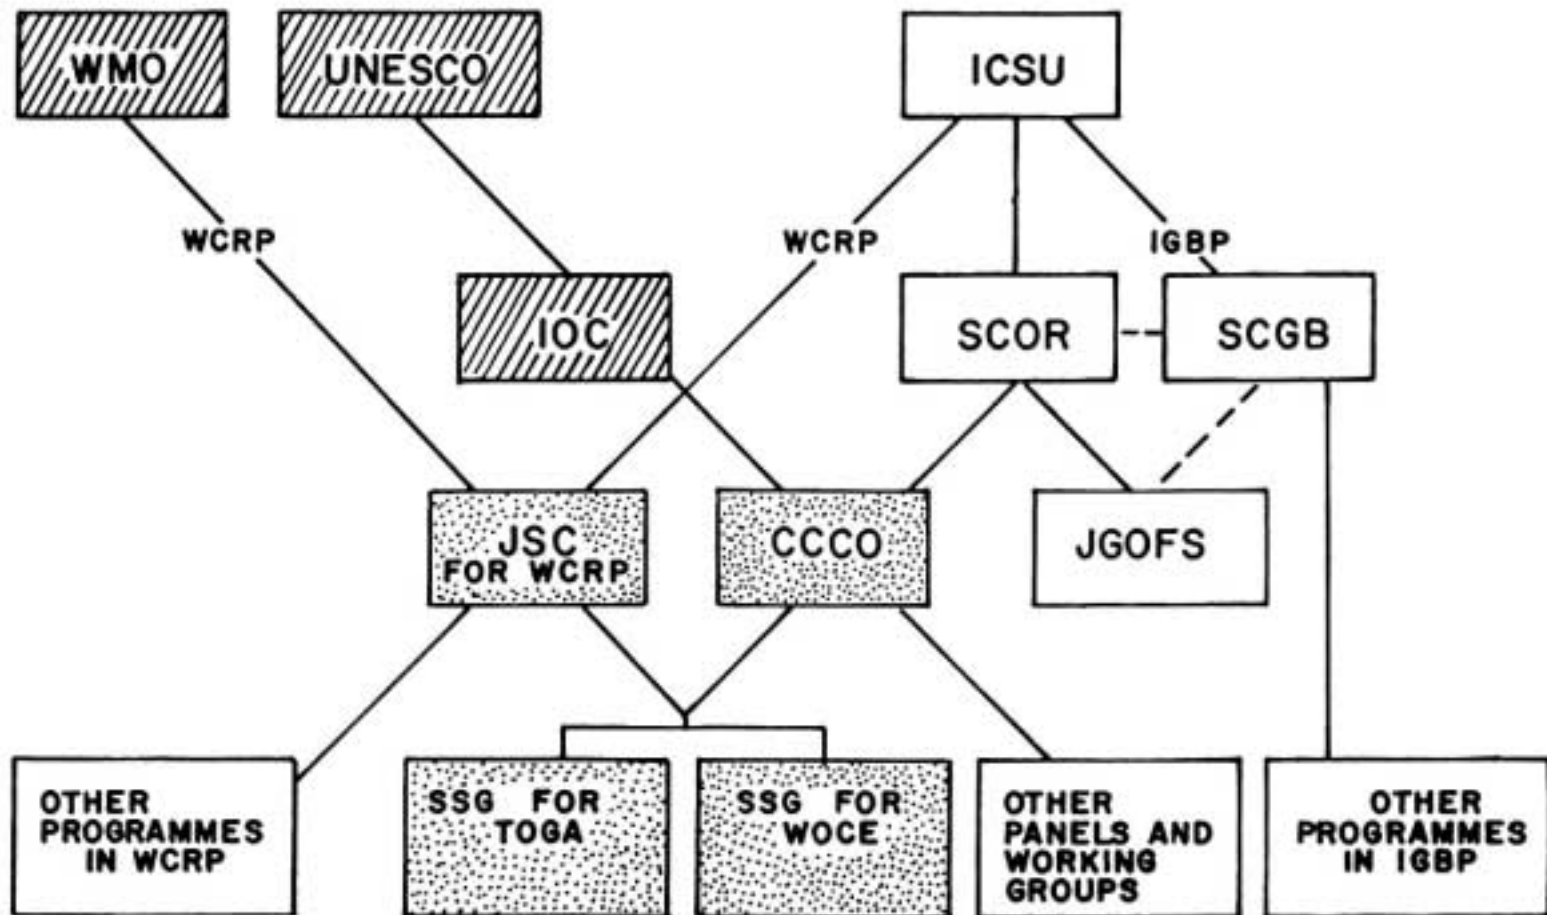 WMO
UNESCO
ICSU
WCRP
WCRP
IGBP
IOC
SCOR
SCGB
JSC
FOR WCRP
CCCO
JGOFS
OTHER
PROGRAMMES
IN WCRP
SSG FOR
TOGA
SSG FOR
WOCE
OTHER
PANELS AND
WORKING
GROUPS
OTHER
PROGRAMMES
IN IGBP